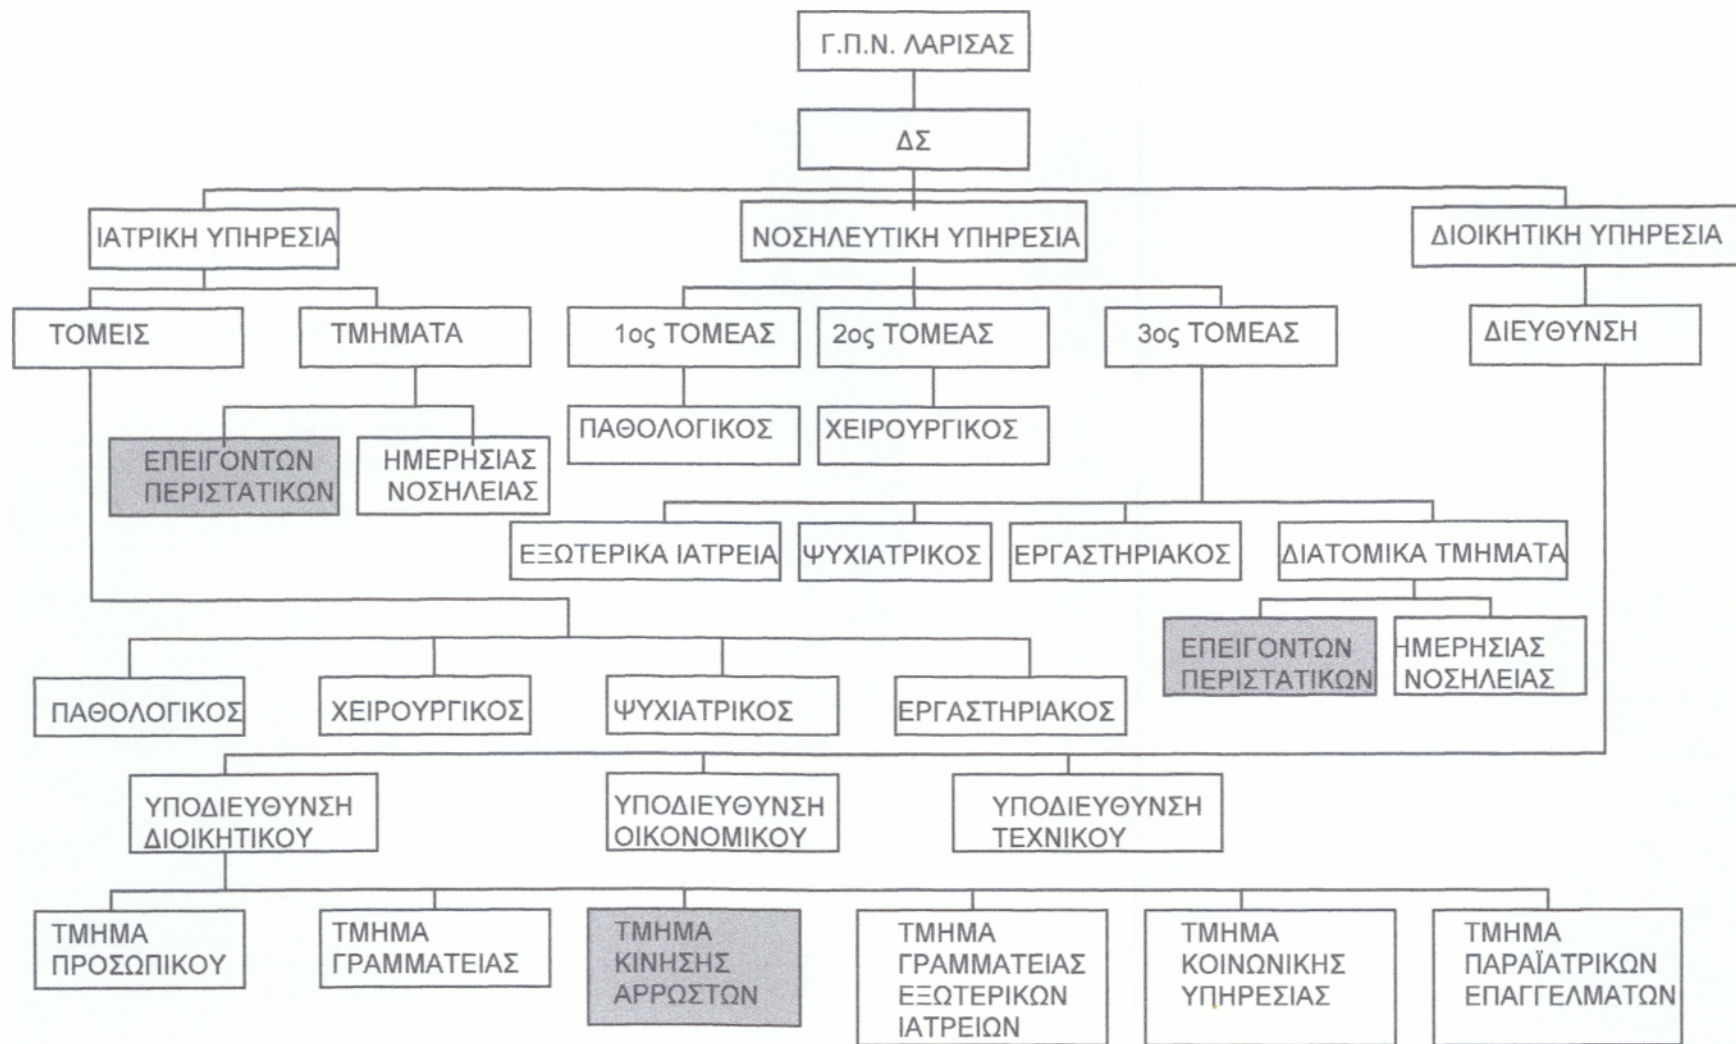 Γ.Π.Ν. ΛΑΡΙΣΑΣ
ΔΣ
ΙΑΤΡΙΚΗ ΥΠΗΡΕΣΙΑ
ΝΟΣΗΛΕΥΤΙΚΗ ΥΠΗΡΕΣΙΑ
ΔΙΟΙΚΗΤΙΚΗ ΥΠΗΡΕΣΙΑ
ΤΟΜΕΙΣ
ΤΜΗΜΑΤΑ
1ος ΤΟΜΕΑΣ
2ος ΤΟΜΕΑΣ
3ος ΤΟΜΕΑΣ
ΔΙΕΥΘΥΝΣΗ
ΕΠΕΙΓΟΝΤΩΝ
ΠΕΡΙΣΤΑΤΙΚΩΝ
ΗΜΕΡΗΣΙΑΣ
ΝΟΣΗΛΕΙΑΣ
ΠΑΘΟΛΟΓΙΚΟΣ
ΧΕΙΡΟΥΡΓΙΚΟΣ
ΕΞΩΤΕΡΙΚΑ ΙΑΤΡΕΙΑ
ΨΥΧΙΑΤΡΙΚΟΣ
ΕΡΓΑΣΤΗΡΙΑΚΟΣ
ΔΙΑΤΟΜΙΚΑ ΤΜΗΜΑΤΑ
ΕΠΕΙΓΟΝΤΩΝ
ΠΕΡΙΣΤΑΤΙΚΩΝ
ΗΜΕΡΗΣΙΑΣ
ΝΟΣΗΛΕΙΑΣ
ΠΑΘΟΛΟΓΙΚΟΣ
ΧΕΙΡΟΥΡΓΙΚΟΣ
ΨΥΧΙΑΤΡΙΚΟΣ
ΕΡΓΑΣΤΗΡΙΑΚΟΣ
ΥΠΟΔΙΕΥΘΥΝΣΗ
ΔΙΟΙΚΗΤΙΚΟΥ
ΥΠΟΔΙΕΥΘΥΝΣΗ
ΟΙΚΟΝΟΜΙΚΟΥ
ΥΠΟΔΙΕΥΘΥΝΣΗ
ΤΕΧΝΙΚΟΥ
ΤΜΗΜΑ
ΠΡΟΣΩΠΙΚΟΥ
ΤΜΗΜΑ
ΓΡΑΜΜΑΤΕΙΑΣ
ΤΜΗΜΑ
ΚΙΝΗΣΗΣ
ΑΡΡΩΣΤΩΝ
ΤΜΗΜΑ
ΓΡΑΜΜΑΤΕΙΑΣ
ΕΞΩΤΕΡΙΚΩΝ
ΙΑΤΡΕΙΩΝ
ΤΜΗΜΑ
ΚΟΙΝΩΝΙΚΗΣ
ΥΠΗΡΕΣΙΑΣ
ΤΜΗΜΑ
ΠΑΡΑΪΑΤΡΙΚΩΝ
ΕΠΑΓΓΕΛΜΑΤΩΝ